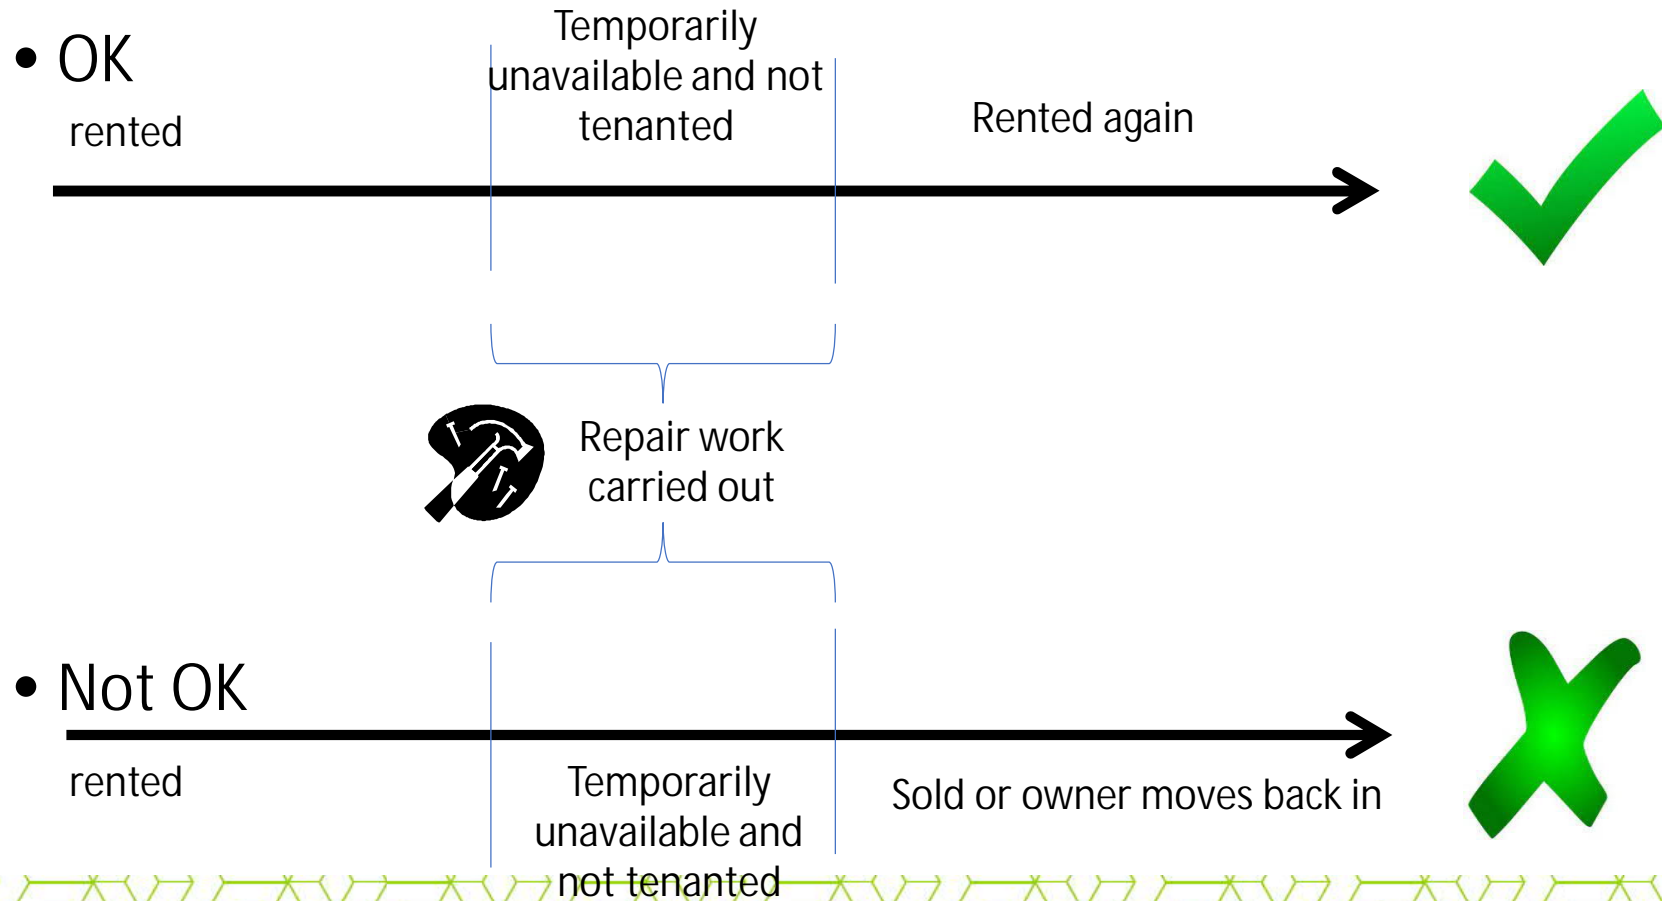 • OK
rented
Temporarily
unavailable and not
tenanted
Rented again
Repair work
carried out
• Not OK
rented
Temporarily
unavailable and
not tenanted
Sold or owner moves back in